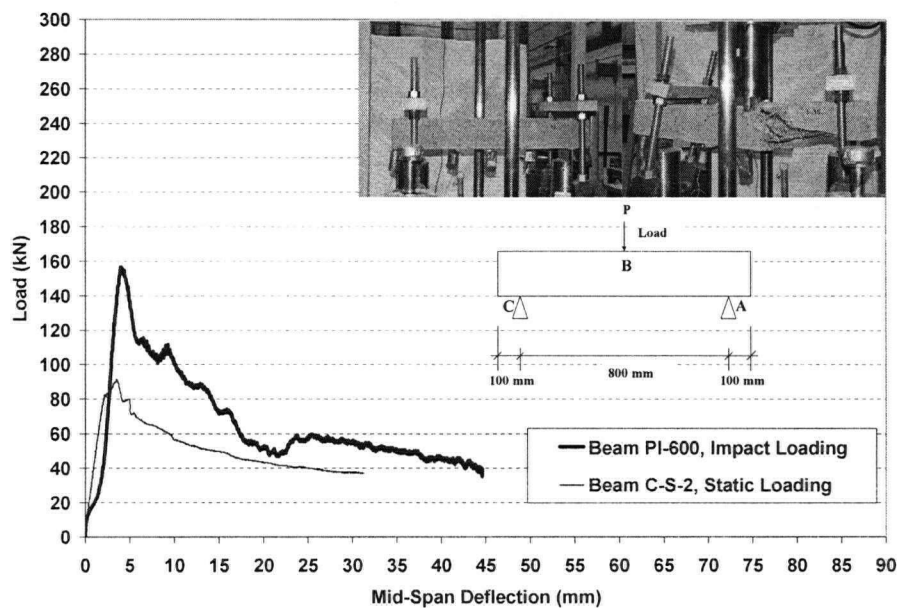 Load (kN)
300
280
260
240
220
200
180
160
140
120
100
80
60
40
20
0
P
Load
B
C
A
100 mm
800 mm
100 mm
Beam PI-600, Impact Loading
Beam C-S-2, Static Loading
0 5 10 15 20 25 30 35 40 45 50 55 60 65 70 75 80 85 90
Mid-Span Deflection (mm)